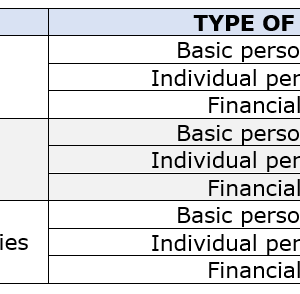 TYPE OF
Basic perso
Individual per
Financial
Basic perso
Individual per
Financial
Basic perso
ies Individual per
Financial